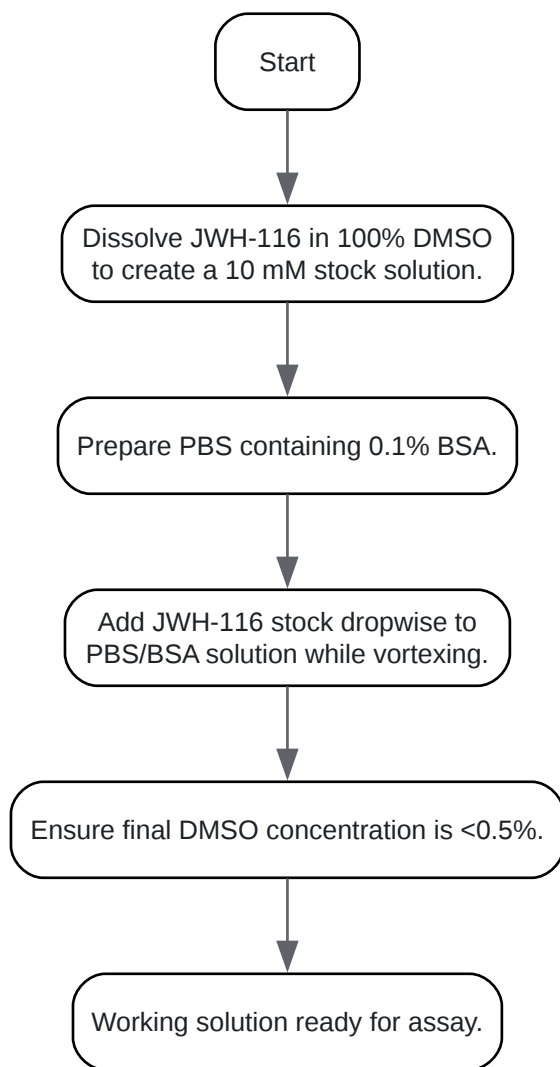 Start
Dissolve JWH-116 in 100% DMSO
to create a 10 mM stock solution.
Prepare PBS containing 0.1% BSA.
Add JWH-116 stock dropwise to
PBS/BSA solution while vortexing.
Ensure final DMSO concentration is <0.5%.
Working solution ready for assay.